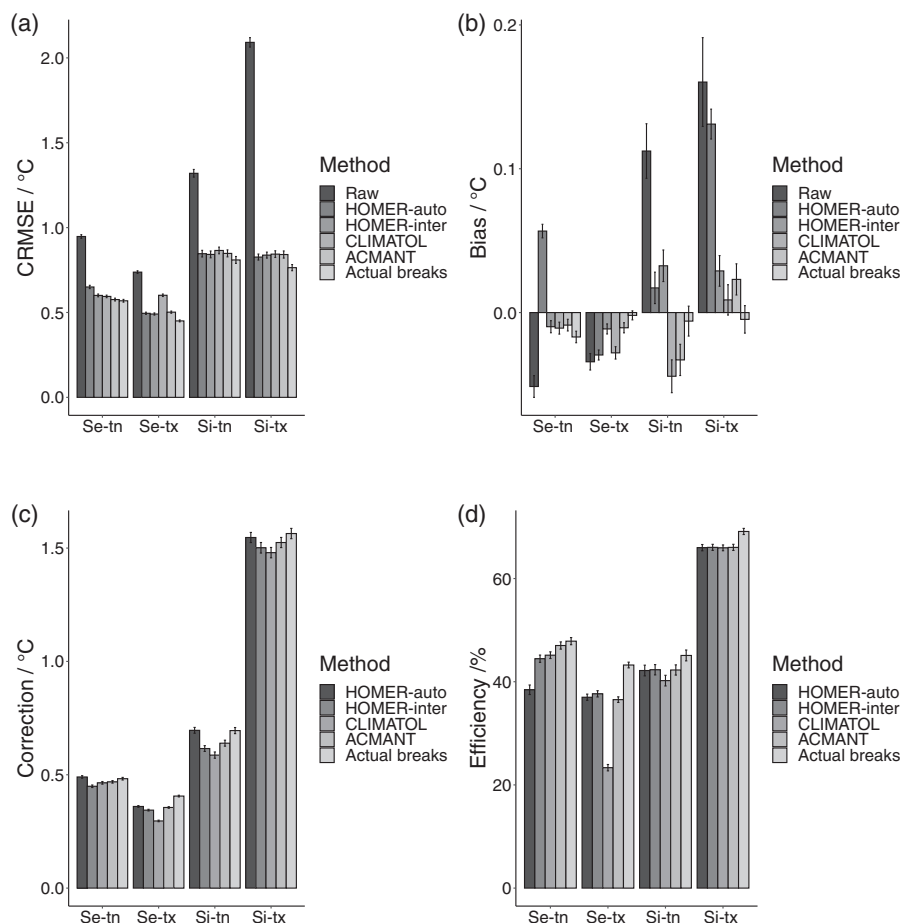 (a)
CRMSE / °C
2.0
1.5
1.0
0.5
0.0
Se-tn Se-tx Si-tn Si-tx
Method
Raw
HOMER-auto
HOMER-inter
CLIMATOL
ACMANT
Actual breaks
(b)
Bias / °C
0.2
0.1
0.0
Se-tn Se-tx Si-tn Si-tx
Method
Raw
HOMER-auto
HOMER-inter
CLIMATOL
ACMANT
Actual breaks
(c)
Correction / °C
1.5
1.0
0.5
0.0
Se-tn Se-tx Si-tn Si-tx
Method
HOMER-auto
HOMER-inter
CLIMATOL
ACMANT
Actual breaks
(d)
Efficiency /%
60
40
20
0
Se-tn Se-tx Si-tn Si-tx
Method
HOMER-auto
HOMER-inter
CLIMATOL
ACMANT
Actual breaks